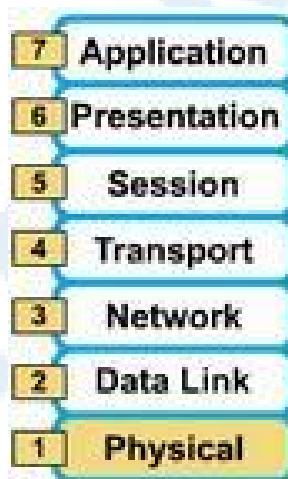 7 Application
6 Presentation
5 Session
4 Transport
3 Network
2 Data Link
1 Physical